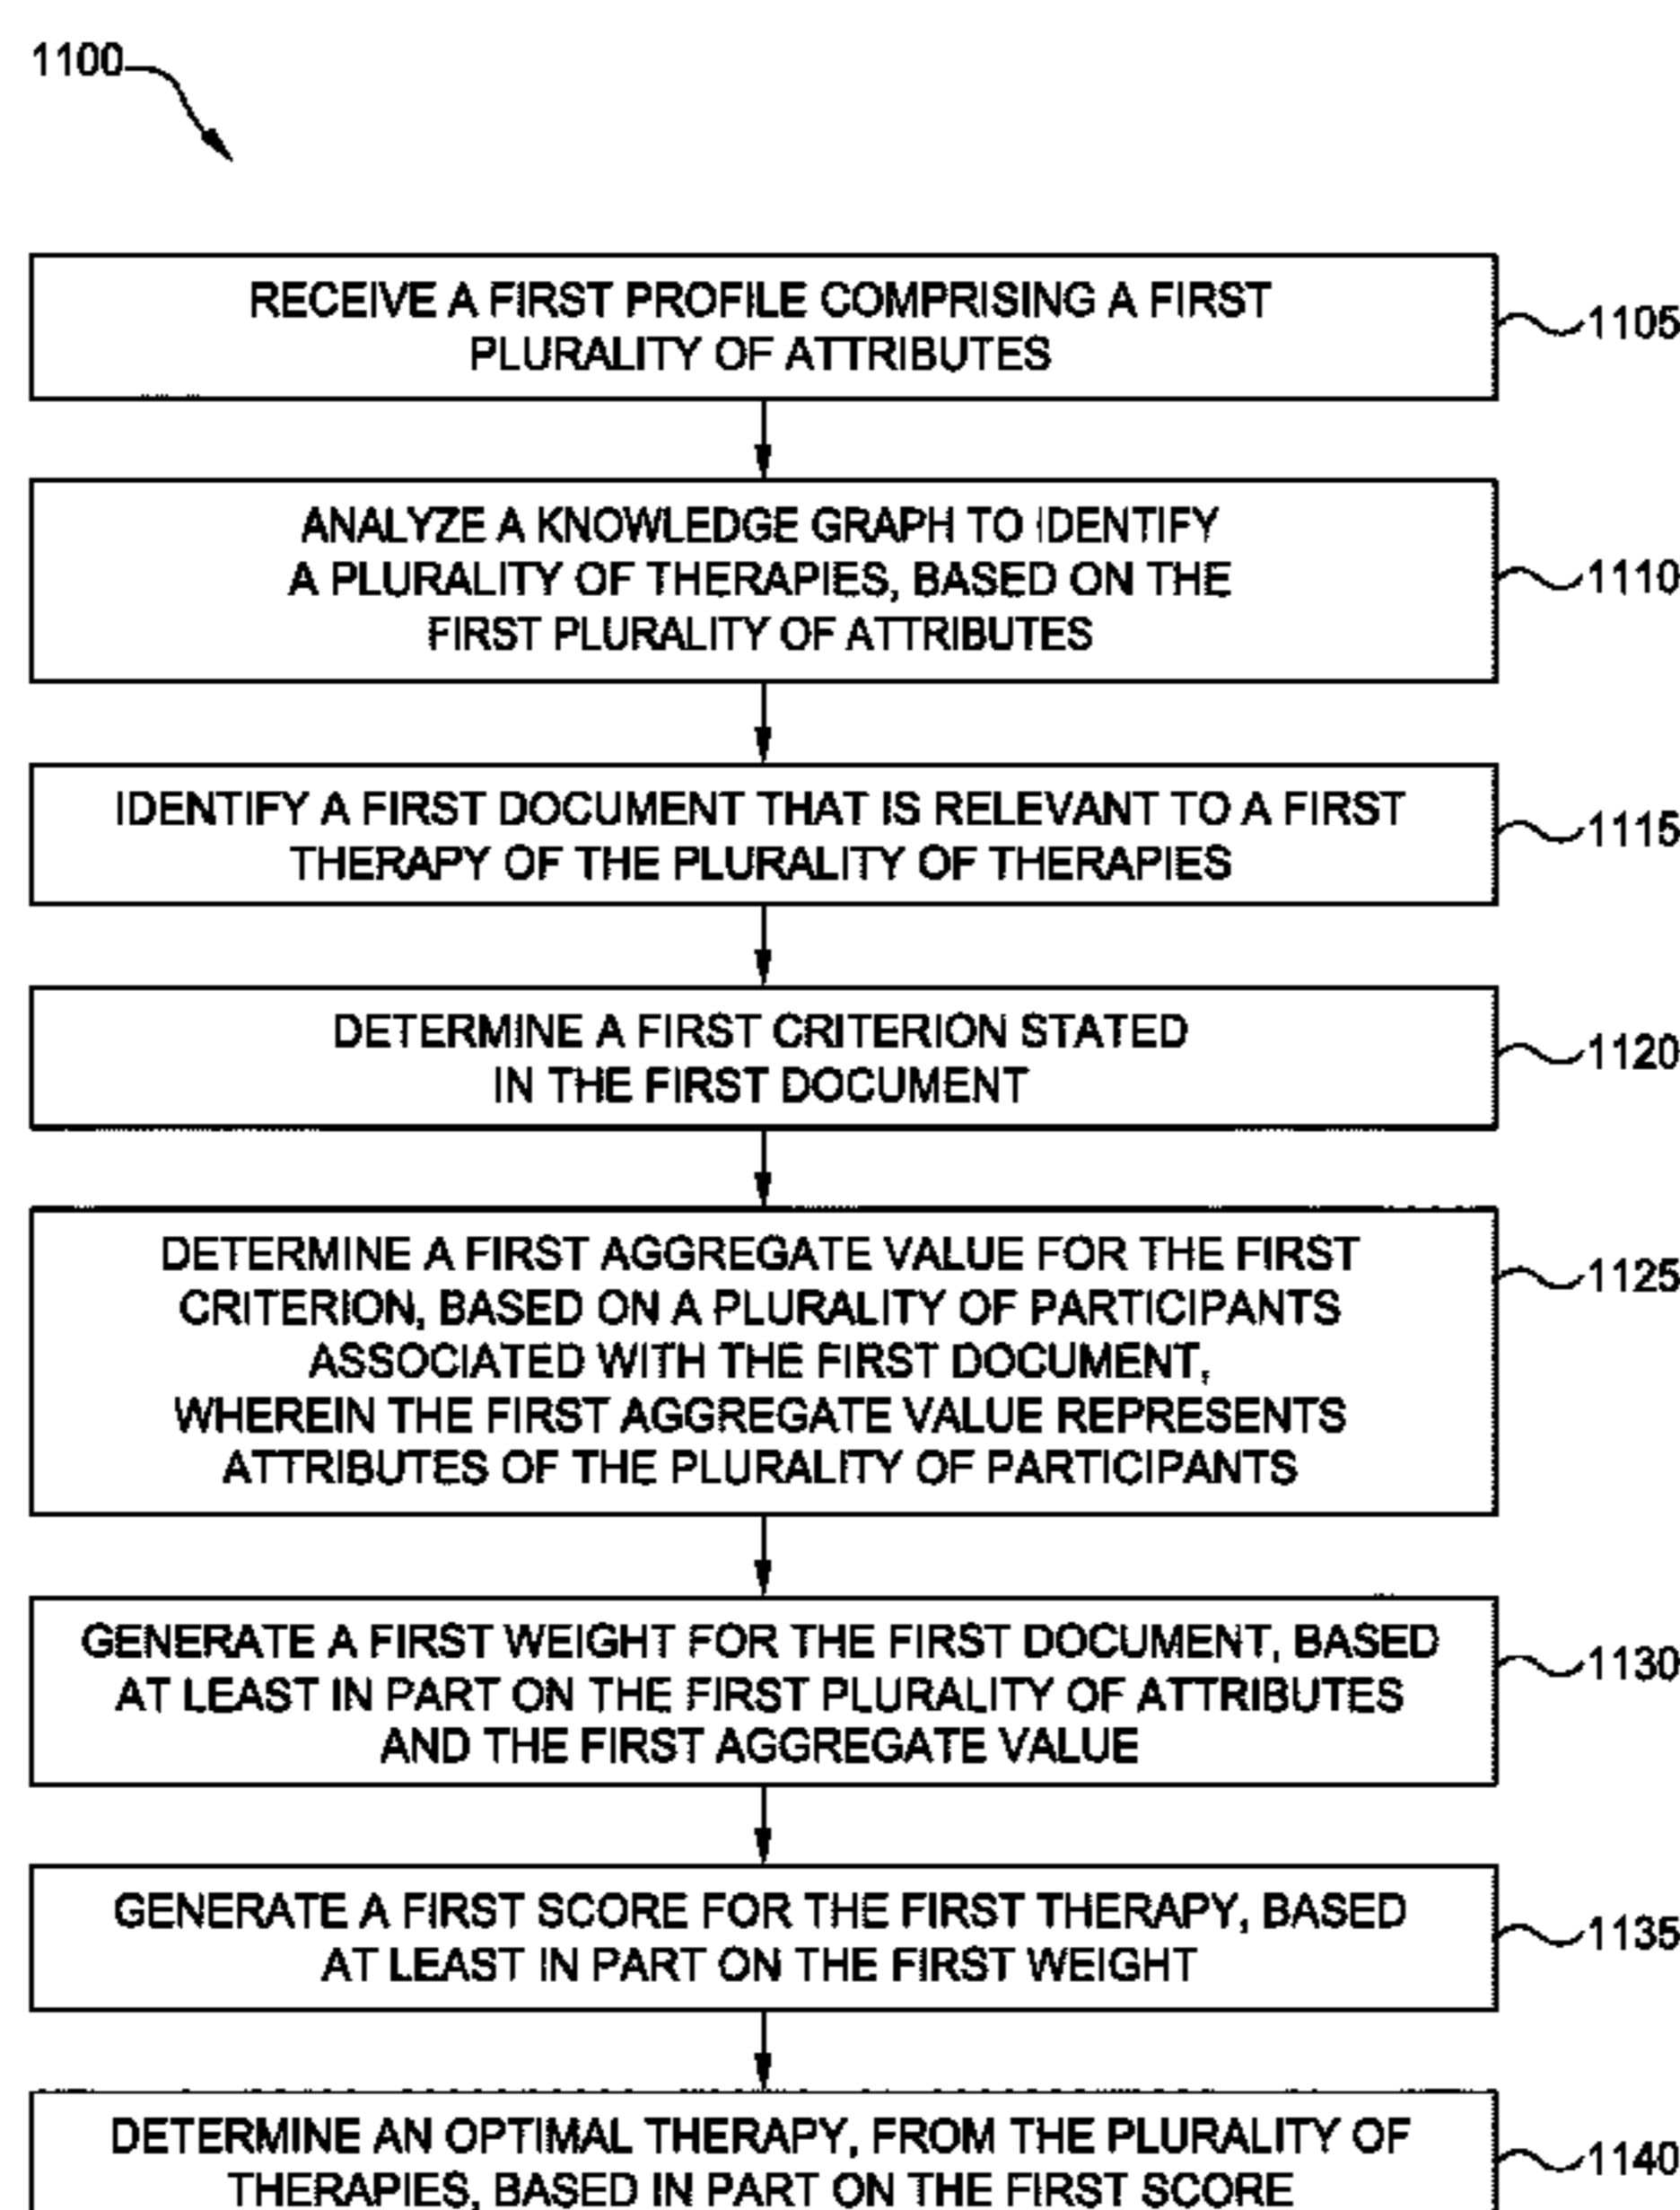 1100
RECEIVE A FIRST PROFILE COMPRISING A FIRST
PLURALITY OF ATTRIBUTES
1105
ANALYZE A KNOWLEDGE GRAPH TO IDENTIFY
A PLURALITY OF THERAPIES, BASED ON THE
FIRST PLURALITY OF ATTRIBUTES
1110
IDENTIFY A FIRST DOCUMENT THAT IS RELEVANT TO A FIRST
THERAPY OF THE PLURALITY OF THERAPIES
1115
DETERMINE A FIRST CRITERION STATED
IN THE FIRST DOCUMENT
1120
DETERMINE A FIRST AGGREGATE VALUE FOR THE FIRST
CRITERION, BASED ON A PLURALITY OF PARTICIPANTS
ASSOCIATED WITH THE FIRST DOCUMENT,
WHEREIN THE FIRST AGGREGATE VALUE REPRESENTS
ATTRIBUTES OF THE PLURALITY OF PARTICIPANTS
1125
GENERATE A FIRST WEIGHT FOR THE FIRST DOCUMENT, BASED
AT LEAST IN PART ON THE FIRST PLURALITY OF ATTRIBUTES
AND THE FIRST AGGREGATE VALUE
1130
GENERATE A FIRST SCORE FOR THE FIRST THERAPY, BASED
AT LEAST IN PART ON THE FIRST WEIGHT
1135
DETERMINE AN OPTIMAL THERAPY, FROM THE PLURALITY OF
THERAPIES, BASED IN PART ON THE FIRST SCORE
1140